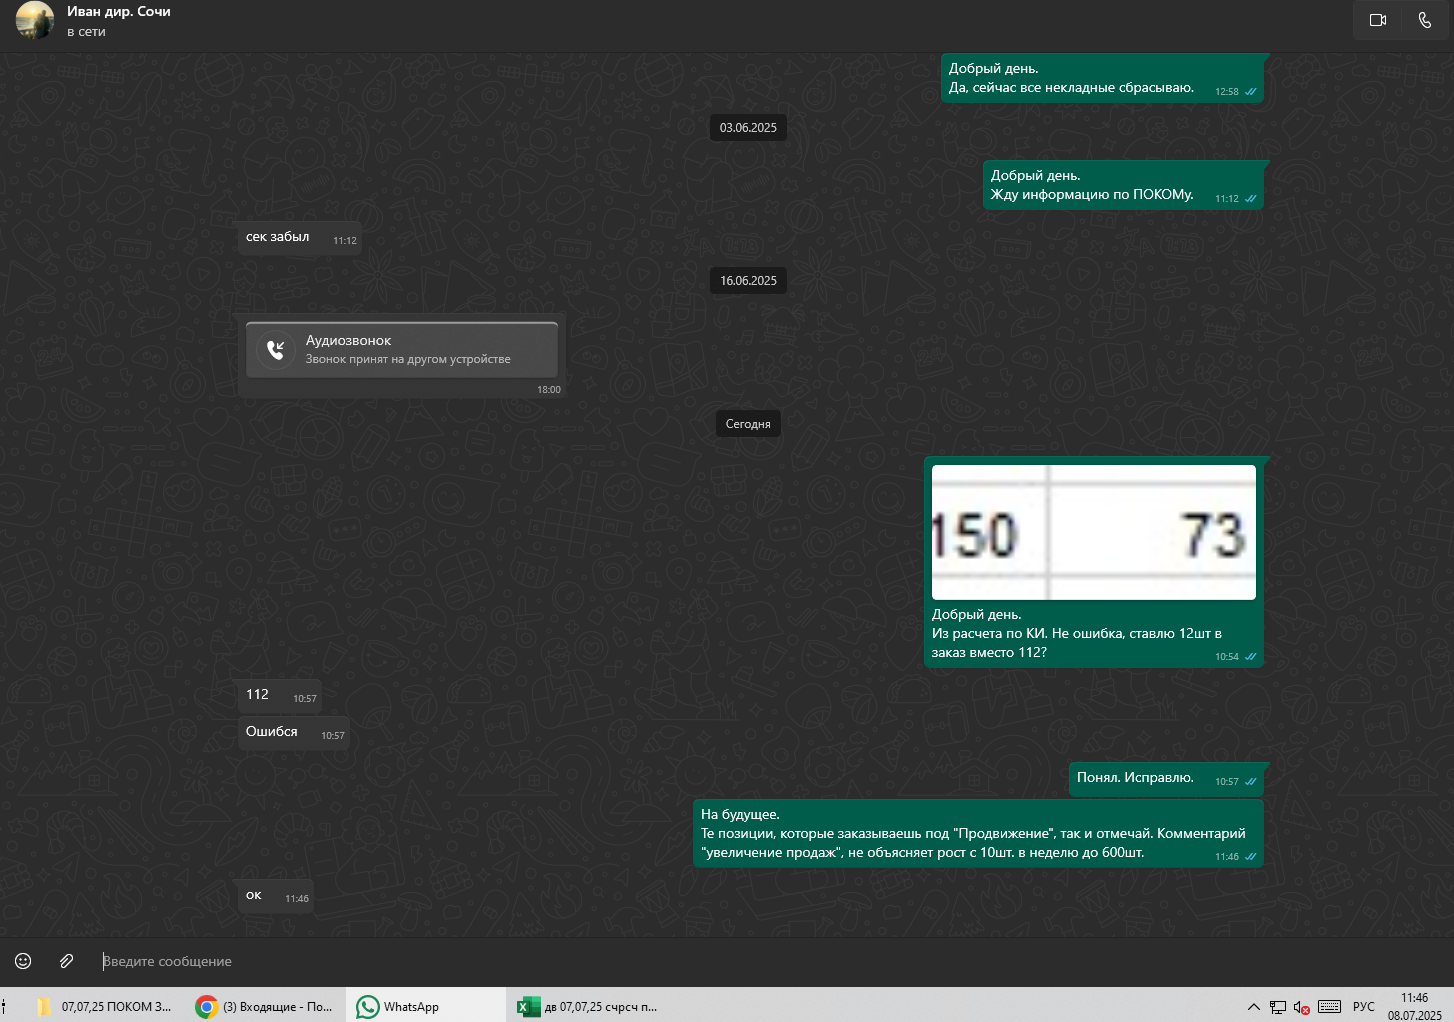 Иван дир. Сочи
в сети
Добрый день.
Да, сейчас все некладные сбрасываю.
12:58
03.06.2025
Добрый день.
Жду информацию по ПОКОМу.
11:12
сек забыл
11:12
16.06.2025
Аудиозвонок
Звонок принят на другом устройстве
18:00
Сегодня
150 73
Добрый день.
Из расчета по КИ. Не ошибка, ставлю 12шт в
заказ вместо 112?
10:54
112
10:57
Ошибся
10:57
Понял. Исправлю.
10:57
На будущее.
Те позиции, которые заказываешь под "Продвижение", так и отмечай. Комментарий
"увеличение продаж", не объясняет рост с 10шт. в неделю до 600шт.
11:46
ок
11:46
Введите сообщение
07,07,25 ПОКОМ З...
(3) Входящие - По...
WhatsApp
дв 07,07,25 счрсч п...
РУС
11:46
08.07.2025